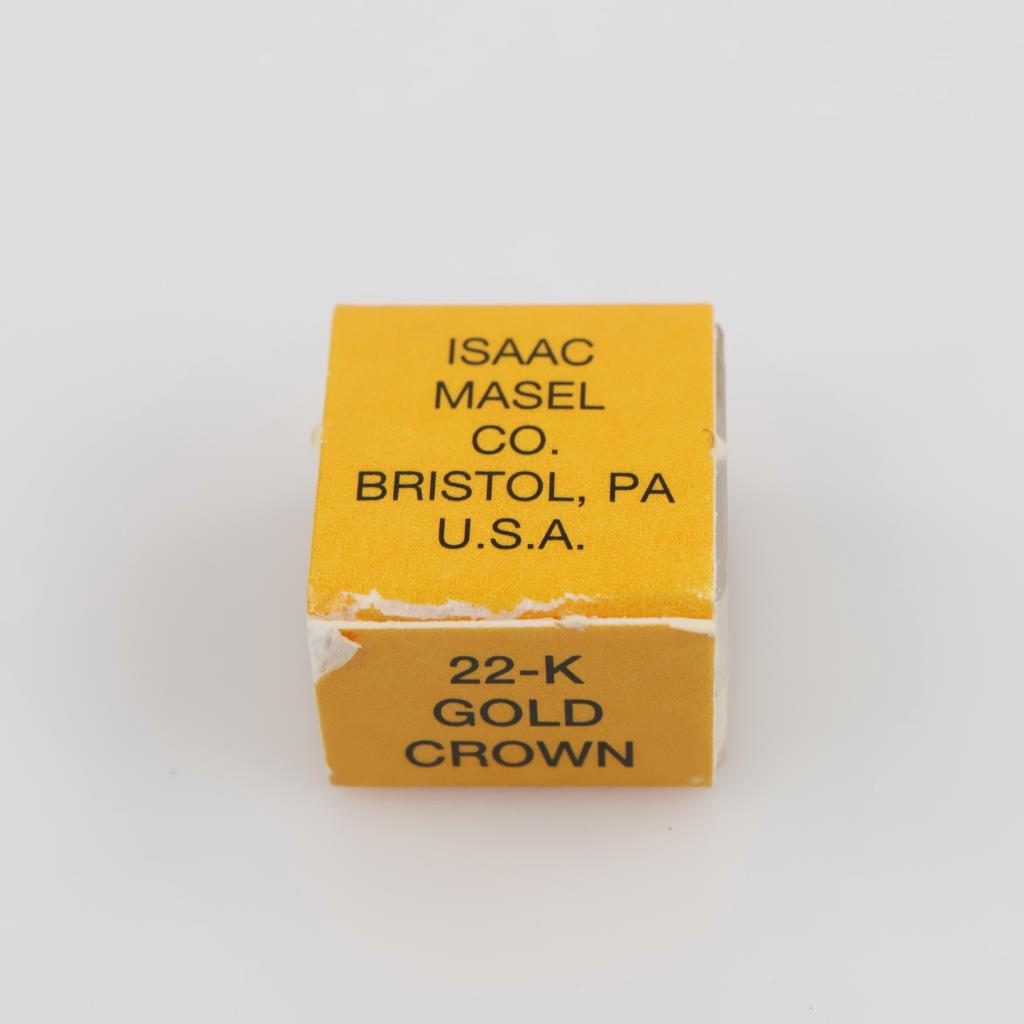 ISAAC
MASEL
CO.
BRISTOL, PA
U.S.A.
22-K
GOLD
CROWN